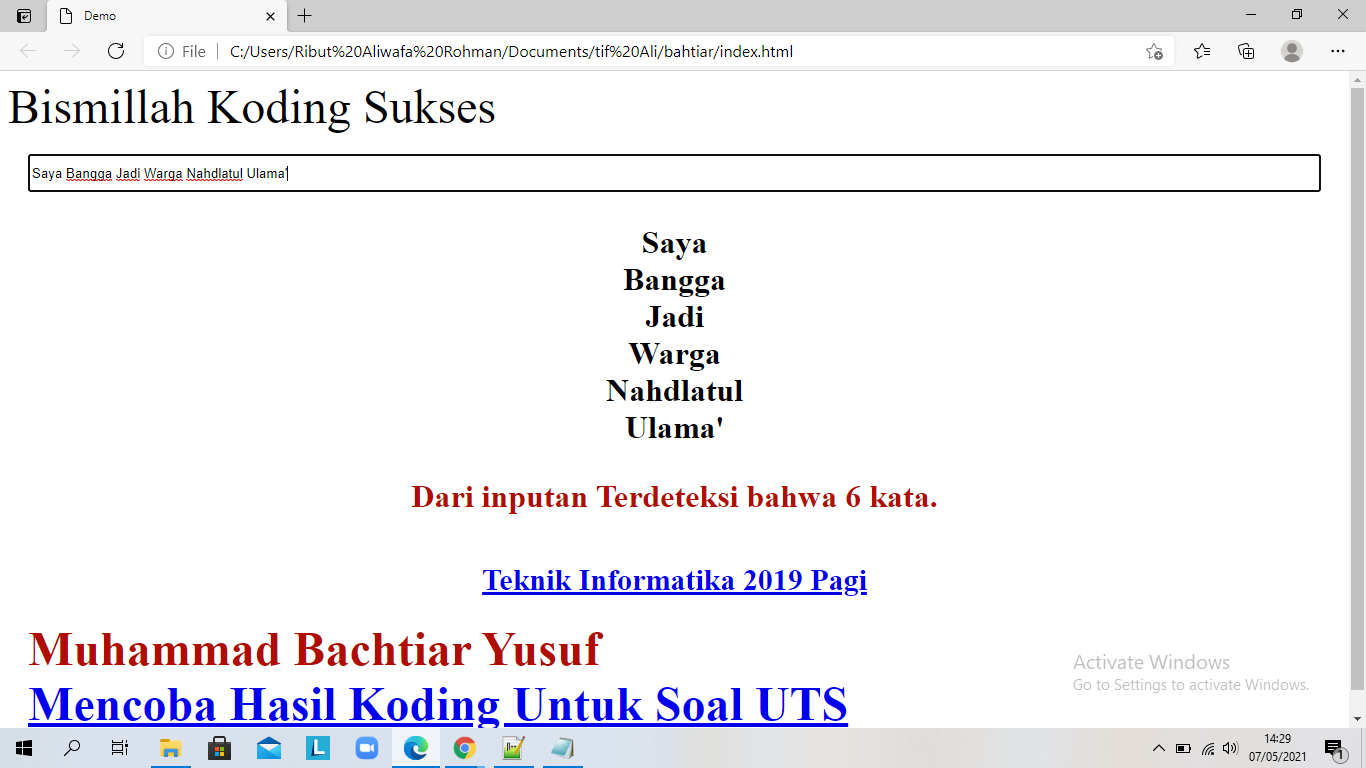 Demo
File
C:/Users/Ribut%20Aliwafa%20Rohman/Documents/tif%20Ali/bahtiar/index.html
Bismillah Koding Sukses
Saya Bangga Jadi Warga Nahdlatul Ulama'
Saya
Bangga
Jadi
Warga
Nahdlatul
Ulama'
Dari inputan Terdeteksi bahwa 6 kata.
Teknik Informatika 2019 Pagi
Muhammad Bachtiar Yusuf
Mencoba Hasil Koding Untuk Soal UTS
Activate Windows
Go to Settings to activate Windows.
14:29
07/05/2021
1